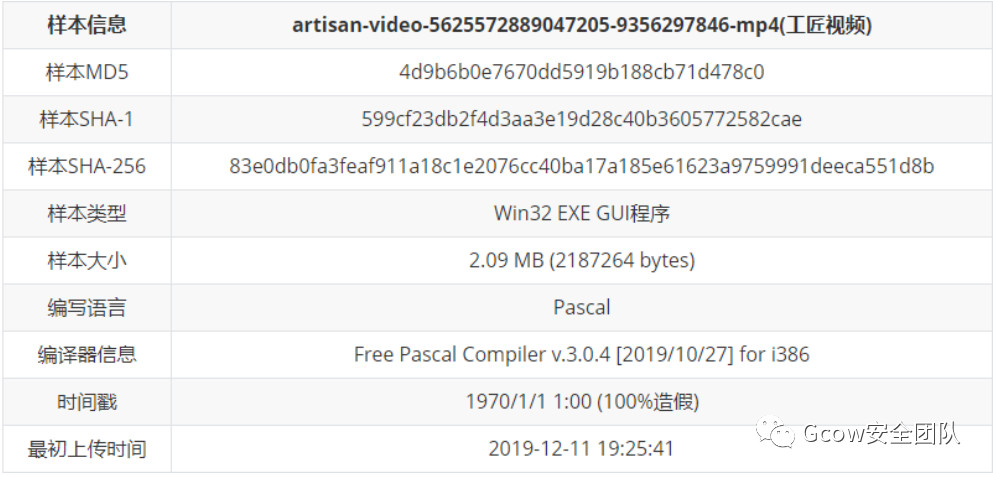 样本信息 artisan-video-5625572889047205-9356297846-mp4(工匠视频)
样本MD5 4d9b6b0e7670dd5919b188cb71d478c0
样本SHA-1 599cf23db2f4d3aa3e19d28c40b3605772582cae
样本SHA-256 83e0db0fa3feaf911a18c1e2076cc40ba17a185e61623a9759991deeca551d8b
样本类型 Win32 EXE GUI程序
样本大小 2.09 MB (2187264 bytes)
编写语言 Pascal
编译器信息 Free Pascal Compiler v.3.0.4 [2019/10/27] for i386
时间戳 1970/1/1 1:00 (100%造假)
最初上传时间 2019-12-11 19:25:41
Gcow安全团队